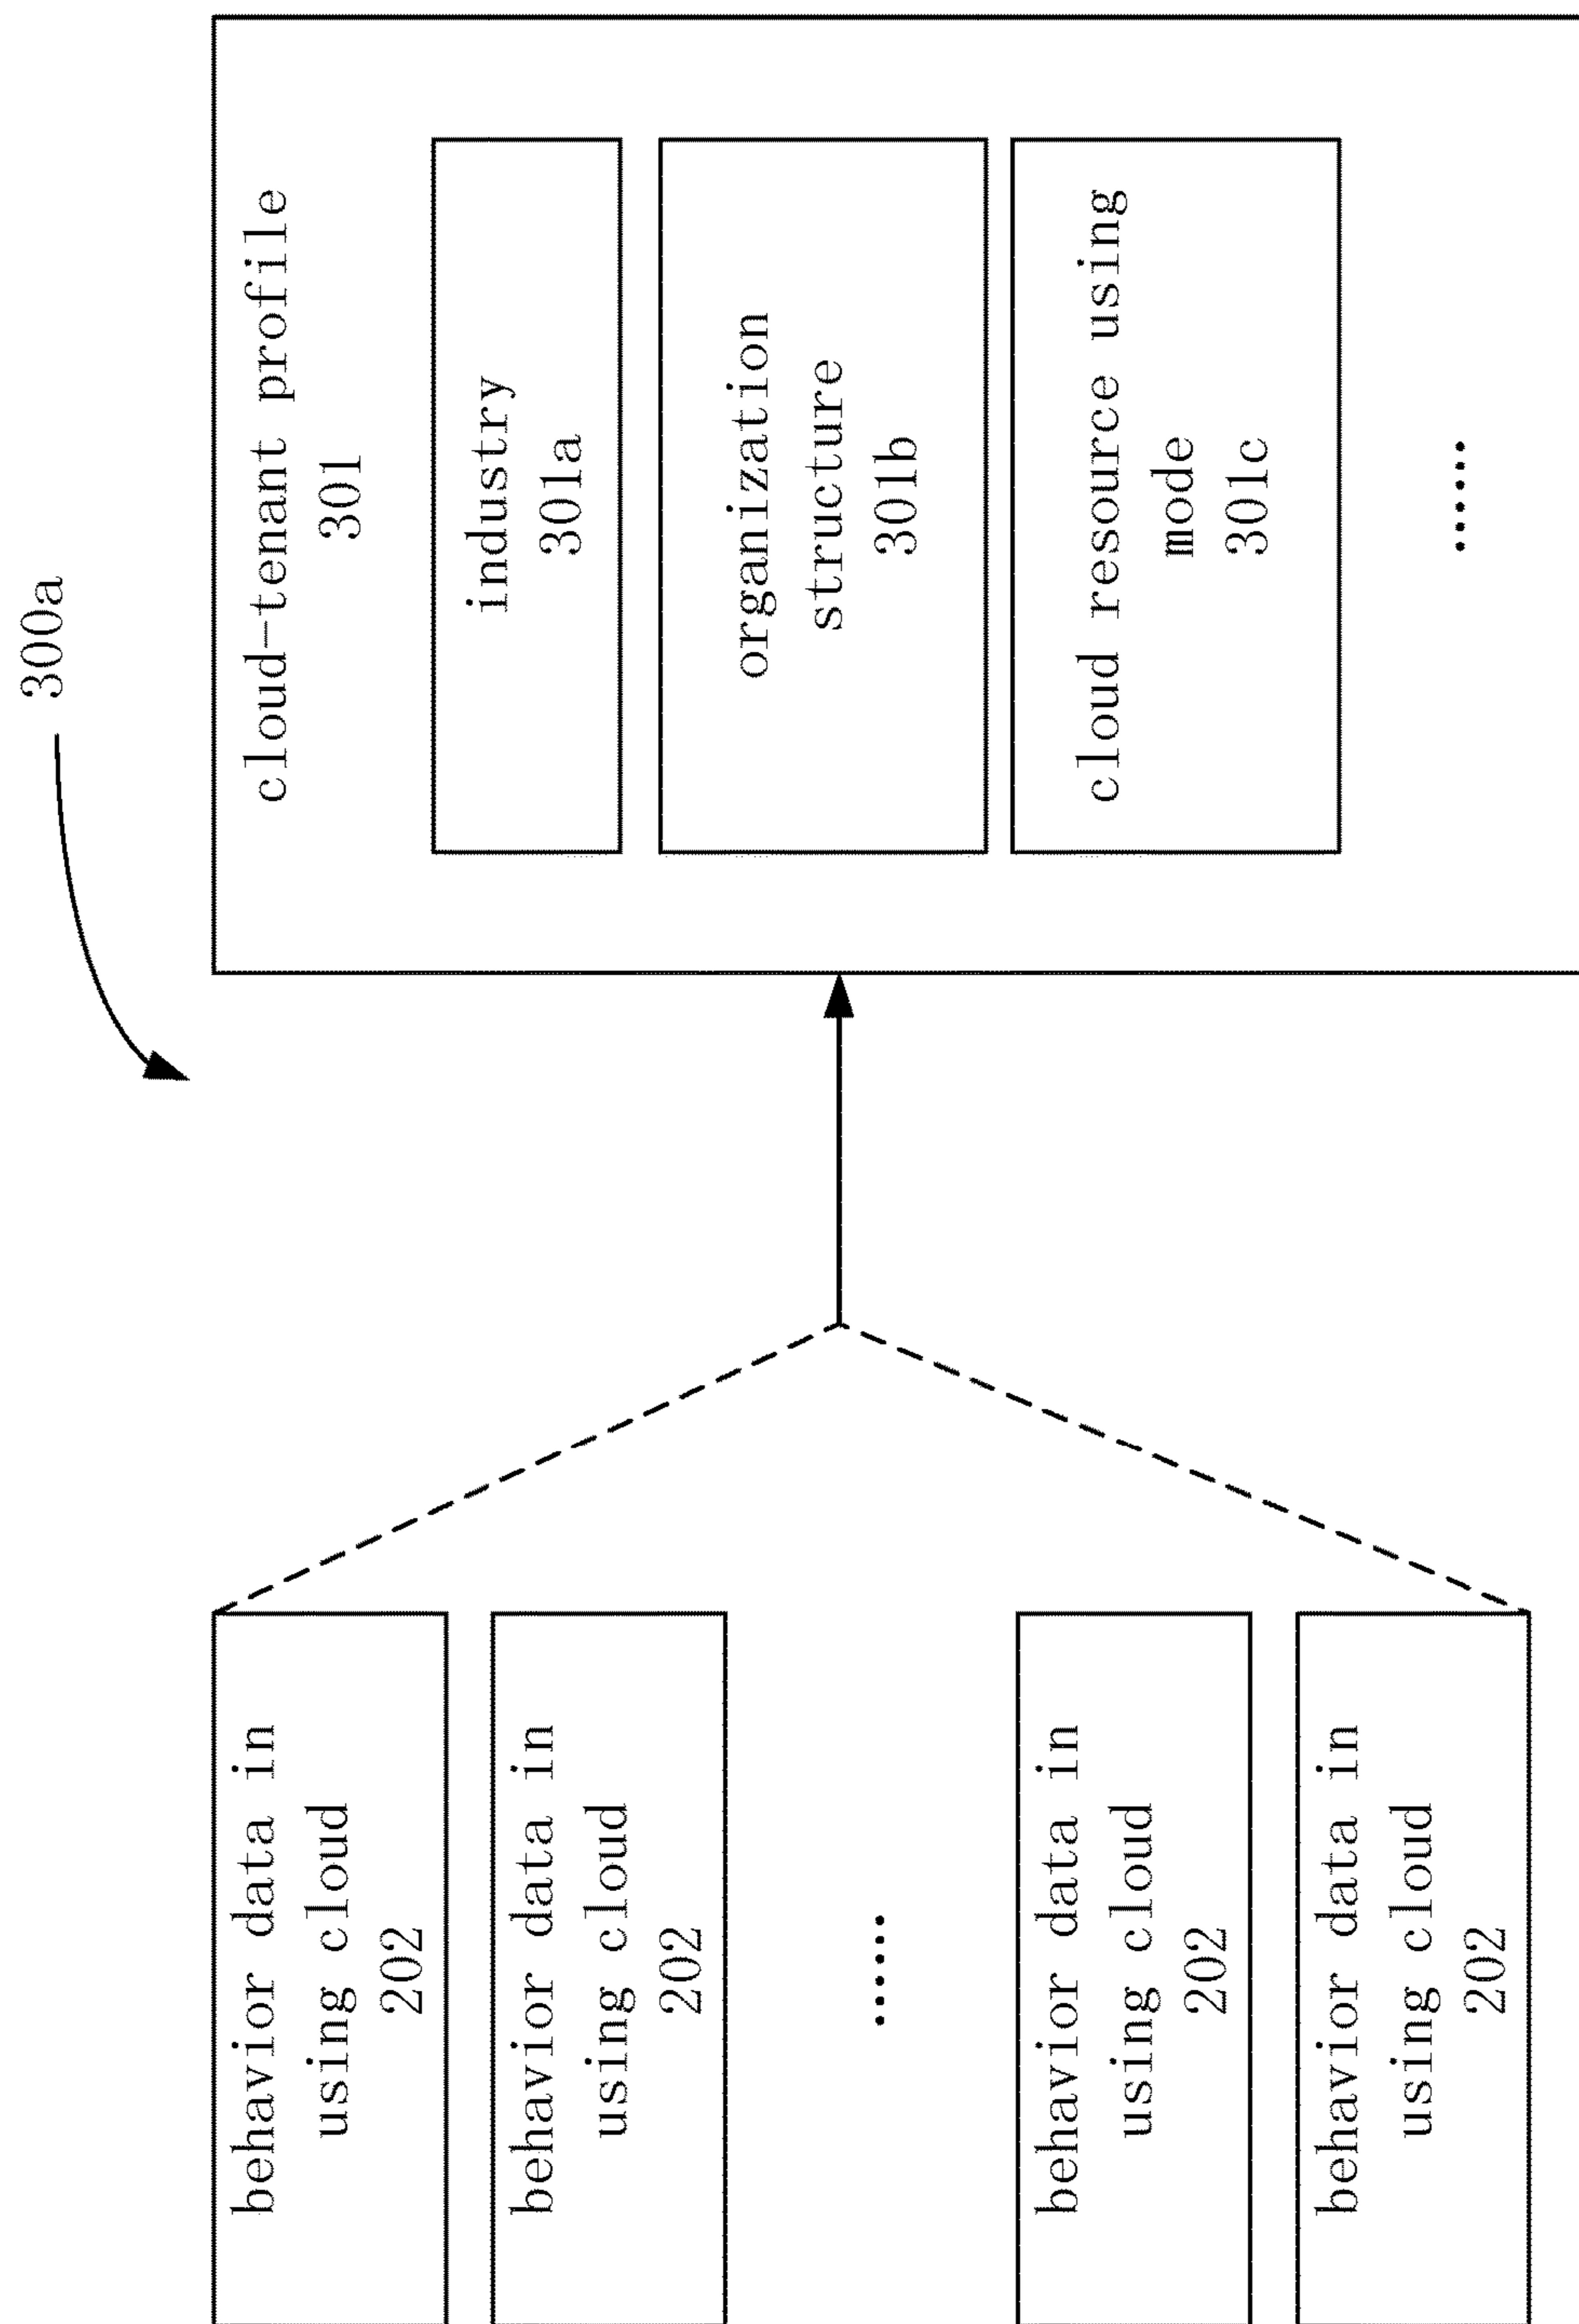 300a
behavior data in
using cloud
202
behavior data in
using cloud
202
......
behavior data in
using cloud
202
behavior data in
using cloud
202
cloud-tenant profile
301
industry
301a
organization
structure
301b
cloud resource using
mode
301c
......